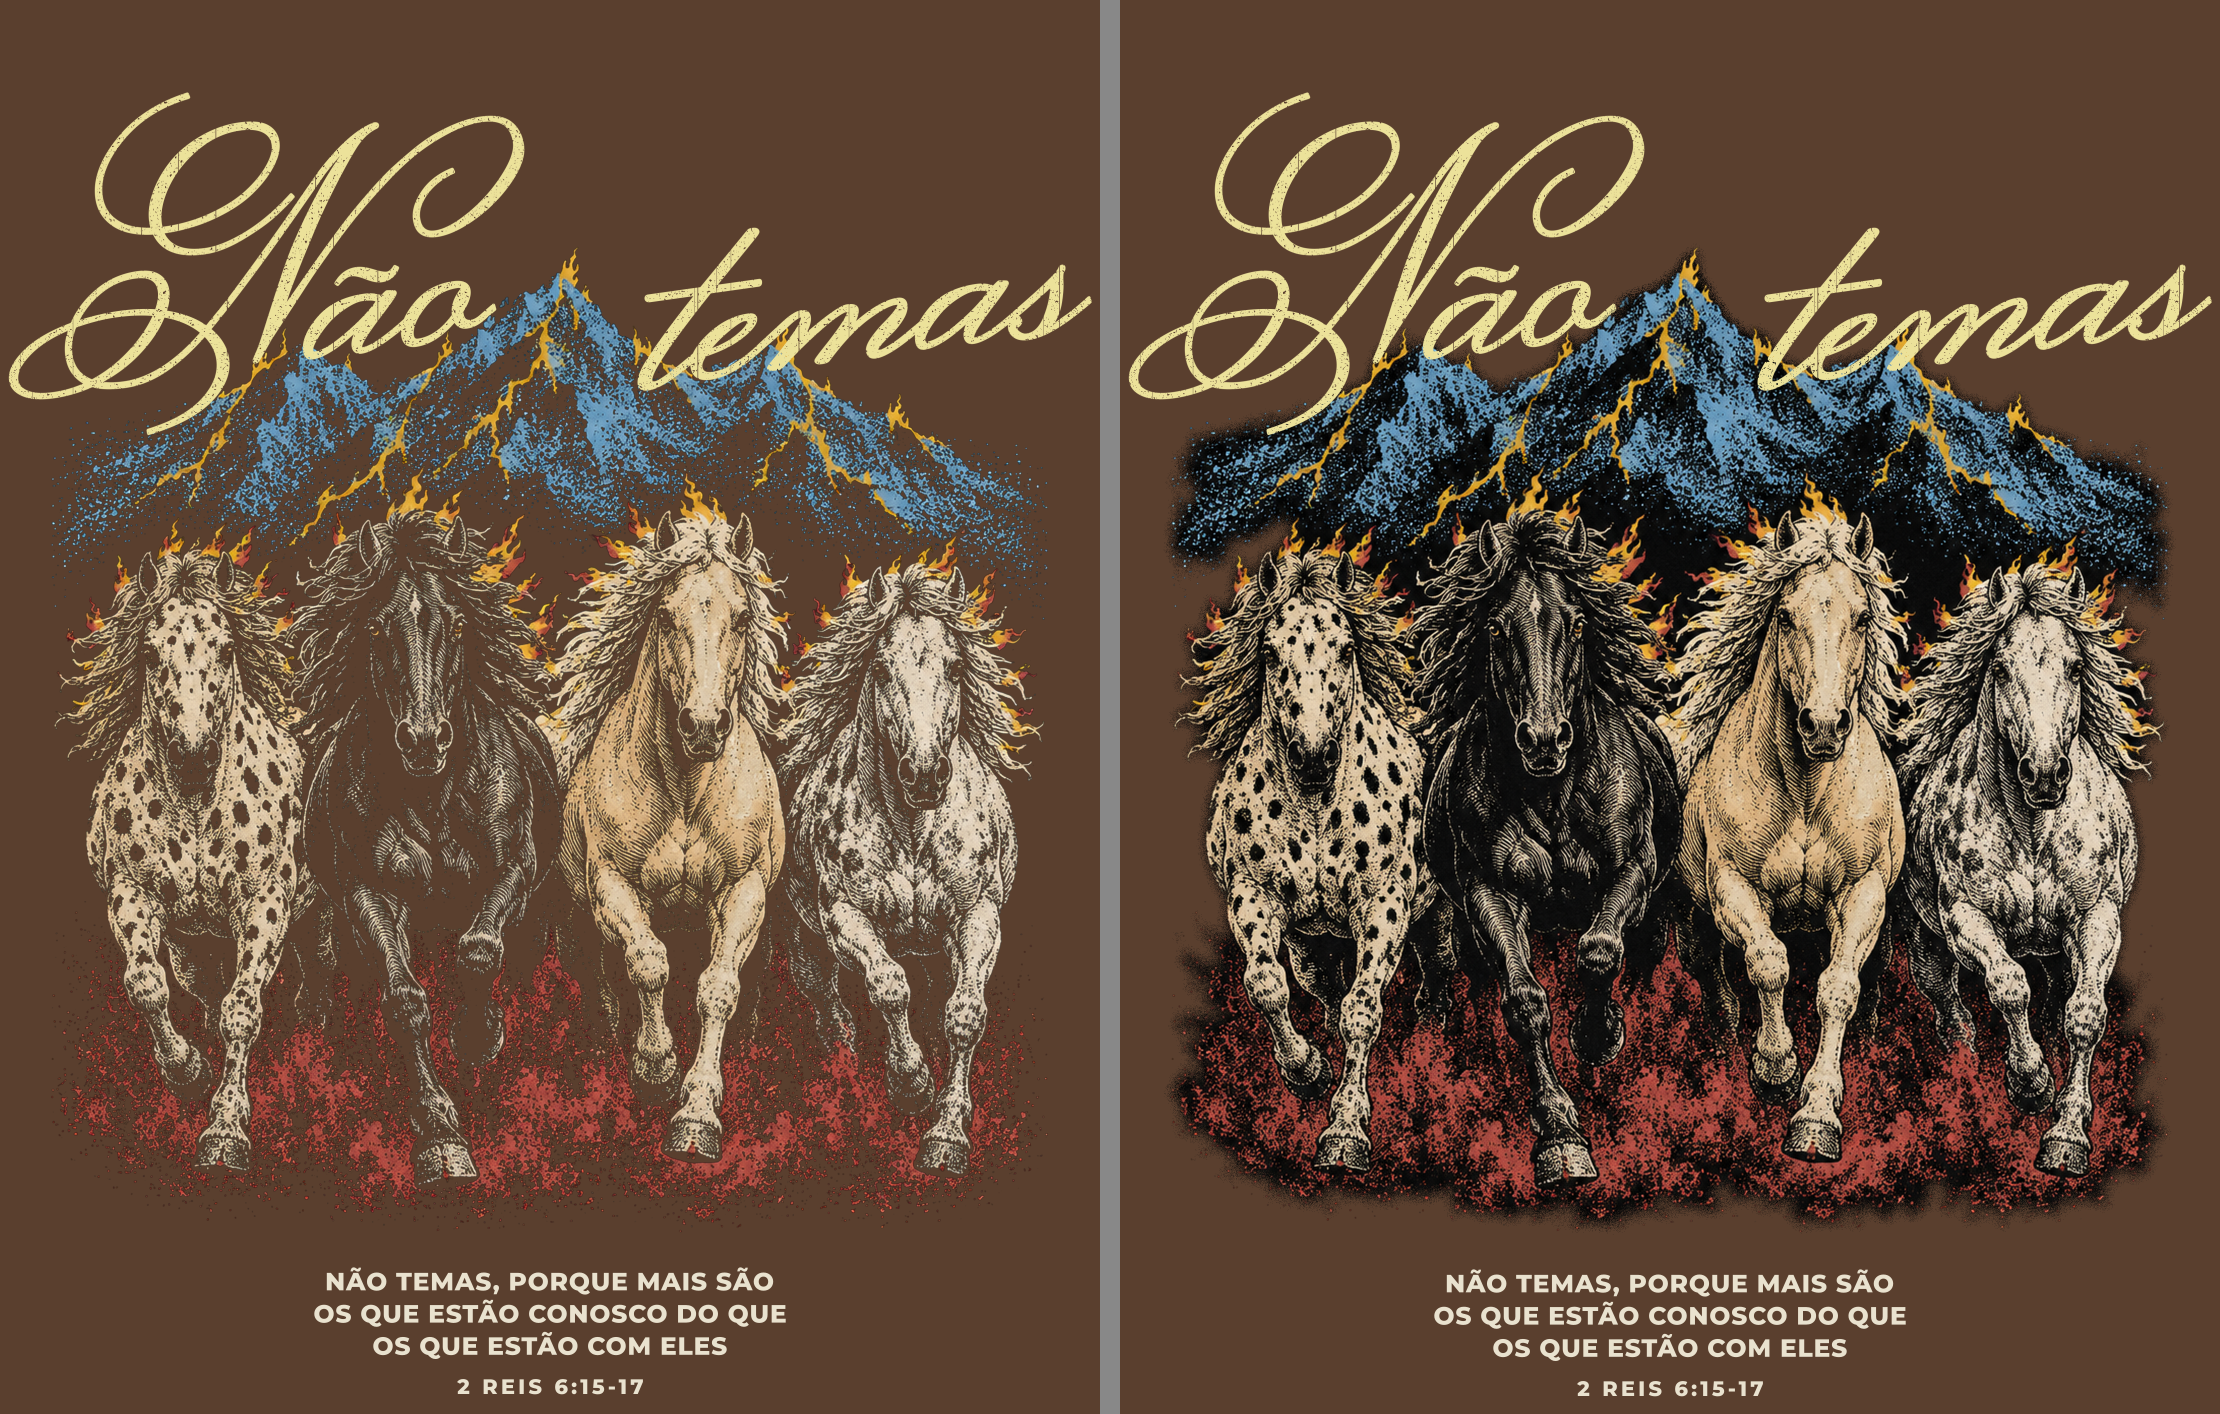 Não temas
NÃO TEMAS, PORQUE MAIS SÃO
OS QUE ESTÃO CONOSCO DO QUE
OS QUE ESTÃO COM ELES
2 REIS 6:15-17
Não temas
NÃO TEMAS, PORQUE MAIS SÃO
OS QUE ESTÃO CONOSCO DO QUE
OS QUE ESTÃO COM ELES
2 REIS 6:15-17